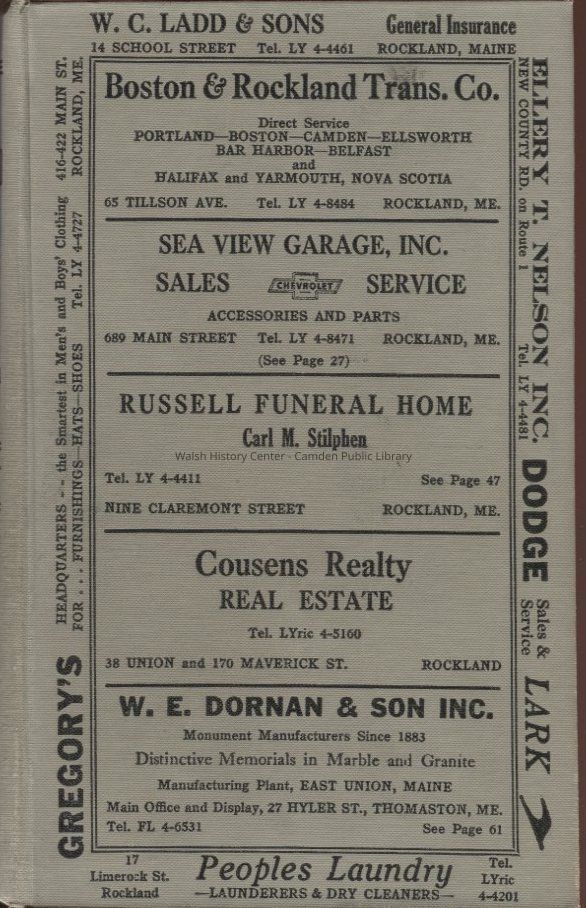 W. C. LADD & SONS General Insurance
14 SCHOOL STREET Tel. LY 4-4461 ROCKLAND, MAINE
Boston & Rockland Trans. Co.
Direct Service
PORTLAND—BOSTON—CAMDEN—ELLSWORTH
BAR HARBOR—BELFAST
and
HALIFAX and YARMOUTH, NOVA SCOTIA
65 TILLSON AVE. Tel. LY 4-8484 ROCKLAND, ME.
SEA VIEW GARAGE, INC.
SALES CHEVROLET SERVICE
ACCESSORIES AND PARTS
689 MAIN STREET Tel. LY 4-8471 ROCKLAND, ME.
(See Page 27)
RUSSELL FUNERAL HOME
Carl M. Stilphen
Walsh History Center - Camden Public Library
Tel. LY 4-4411 See Page 47
NINE CLAREMONT STREET ROCKLAND, ME.
Cousens Realty
REAL ESTATE
Tel. LYric 4-5160
38 UNION and 170 MAVERICK ST. ROCKLAND
W. E. DORNAN & SON INC.
Monument Manufacturers Since 1883
Distinctive Memorials in Marble and Granite
Manufacturing Plant, EAST UNION, MAINE
Main Office and Display, 27 HYLER ST., THOMASTON, ME.
Tel. FL 4-6531 See Page 61
17
Limerock St.
Rockland
Peoples Laundry
—LAUNDERERS & DRY CLEANERS—
Tel.
LYric
4-4201
GREGORY'S
HEADQUARTERS - - the Smartest in Men's and Boys' Clothing 416-422 MAIN ST.
FOR . . . FURNISHINGS—HATS—SHOES Tel. LY 4-4727 ROCKLAND, ME.
ELLERY T. NELSON INC. DODGE Sales & Service LARK
NEW COUNTY RD. on Route 1 Tel. LY 4-4481